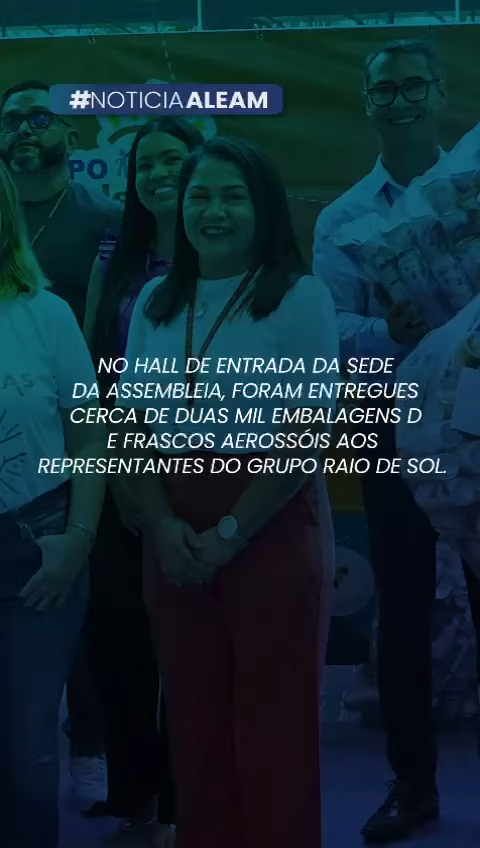 #NOTICIAALEAM
PO
NO HALL DE ENTRADA DA SEDE
DA ASSEMBLEIA, FORAM ENTREGUES
CERCA DE DUAS MIL EMBALAGENS D
E FRASCOS AEROSSÓIS AOS
REPRESENTANTES DO GRUPO RAIO DE SOL.